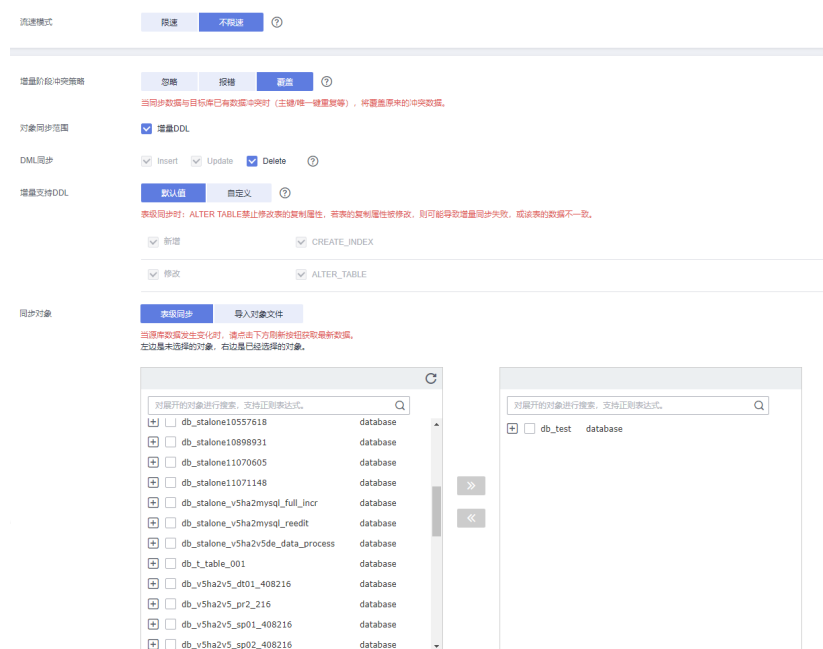 流速模式 限速 不限速
增量阶段冲突策略 忽略 报错 覆盖
当同步数据与目标库已有数据冲突时（主键/唯一键重复等），将覆盖原来的冲突数据。
对象同步范围 增量DDL
DML同步 Insert Update Delete
增量支持DDL 默认值 自定义
表级同步时：ALTER TABLE禁止修改表的复制属性，若表的复制属性被修改，则可能导致增量同步失败，或该表的数据不一致。
新增 CREATE_INDEX
修改 ALTER_TABLE
同步对象 表级同步 导入对象文件
当源库数据发生变化时，请点击下方刷新按钮获取最新数据。
左边是未选择的对象，右边是已经选择的对象。
对展开的对象进行搜索，支持正则表达式。
db_stalone10557618 database
db_stalone10898931 database
db_stalone11070605 database
db_stalone11071148 database
db_stalone_v5ha2mysql_full_incr database
db_stalone_v5ha2mysql_reedit database
db_stalone_v5ha2v5de_data_process database
db_t_table_001 database
db_v5ha2v5_dt01_408216 database
db_v5ha2v5_pr2_216 database
db_v5ha2v5_sp01_408216 database
db_v5ha2v5_sp02_408216 database
对展开的对象进行搜索，支持正则表达式。
db_test database